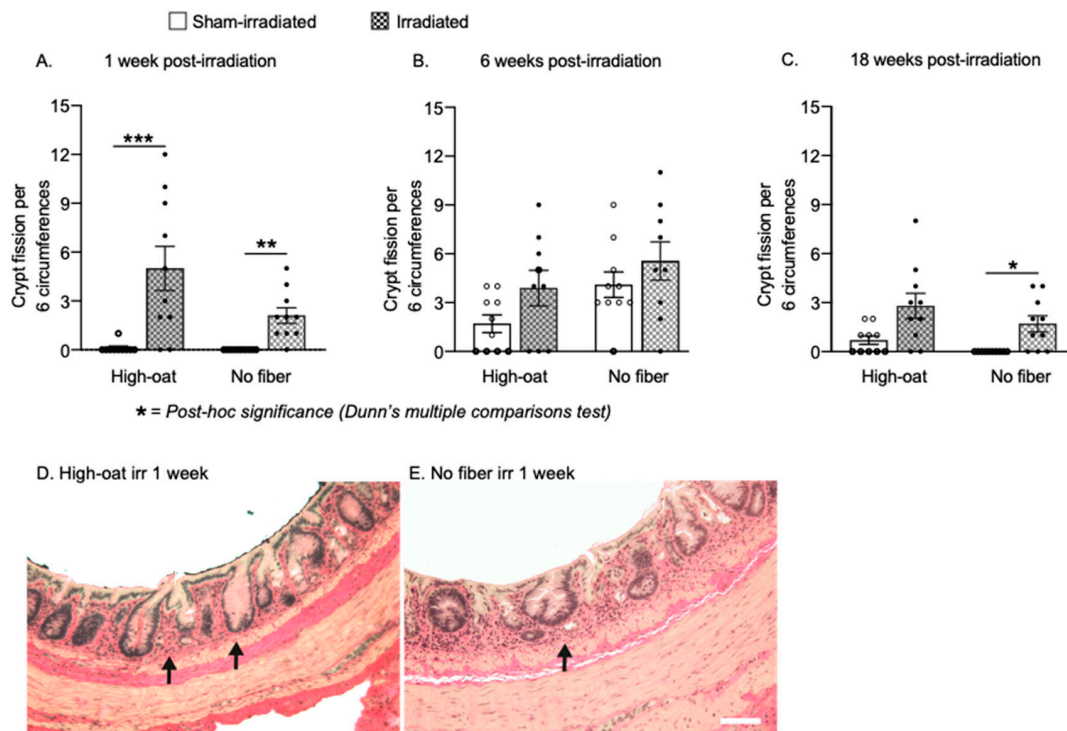 Sham-irradiated
Irradiated
A. 1 week post-irradiation
15
12
9
6
3
0
Crypt fission per
6 circumferences
***
**
High-oat
No fiber
B. 6 weeks post-irradiation
15
12
9
6
3
0
Crypt fission per
6 circumferences
High-oat
No fiber
C. 18 weeks post-irradiation
15
12
9
6
3
0
Crypt fission per
6 circumferences
*
High-oat
No fiber
* = Post-hoc significance (Dunn's multiple comparisons test)
D. High-oat irr 1 week
E. No fiber irr 1 week